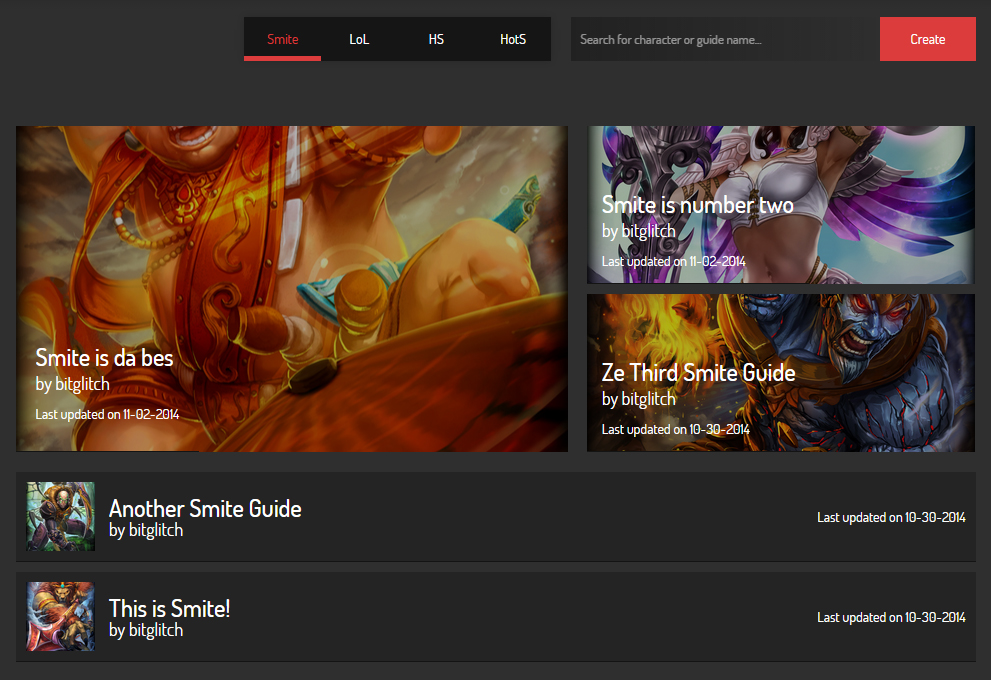 Smite LoL HS HotS Search for character or guide name... Create
Smite is da bes
by bitglitch
Last updated on 11-02-2014
Smite is number two
by bitglitch
Last updated on 11-02-2014
Ze Third Smite Guide
by bitglitch
Last updated on 10-30-2014
Another Smite Guide
by bitglitch
Last updated on 10-30-2014
This is Smite!
by bitglitch
Last updated on 10-30-2014